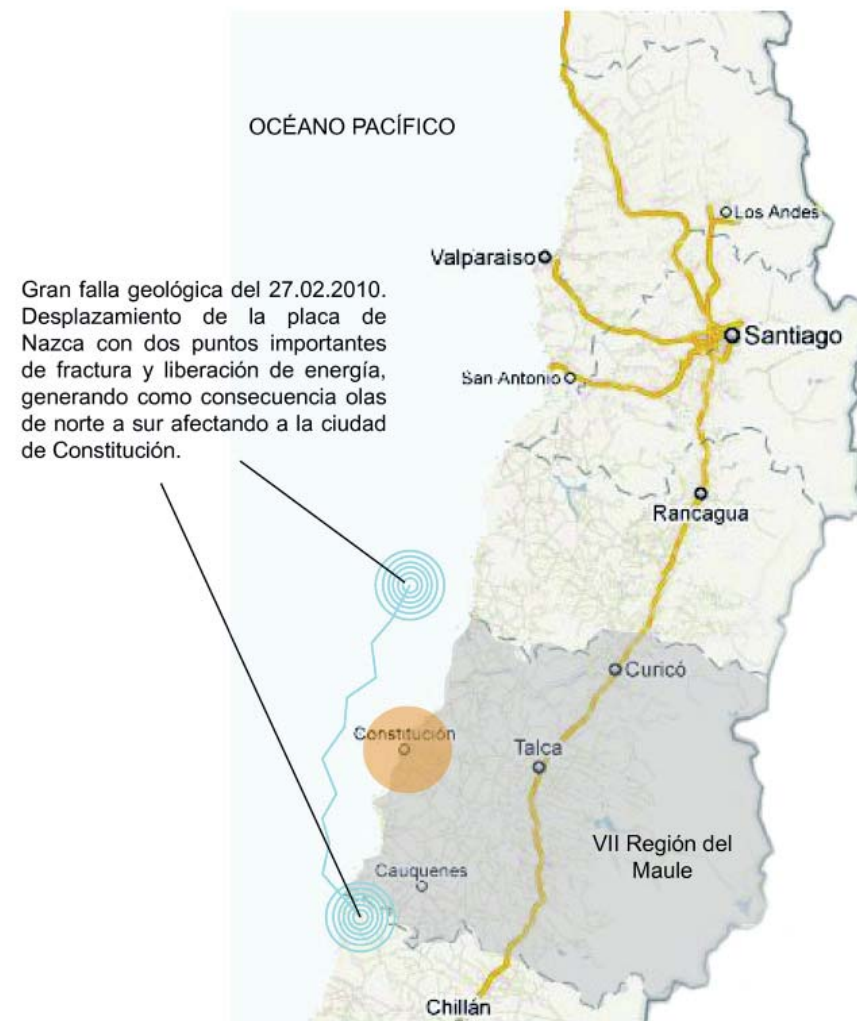 OCÉANO PACÍFICO
Los Andes
Valparaiso
Gran falla geológica del 27.02.2010.
Desplazamiento de la placa de
Nazca con dos puntos importantes
de fractura y liberación de energía,
generando como consecuencia olas
de norte a sur afectando a la ciudad
de Constitución.
Santiago
San Antonio
Rancagua
Curicó
Constitución
Talca
VII Región del
Maule
Cauquenes
Chillán